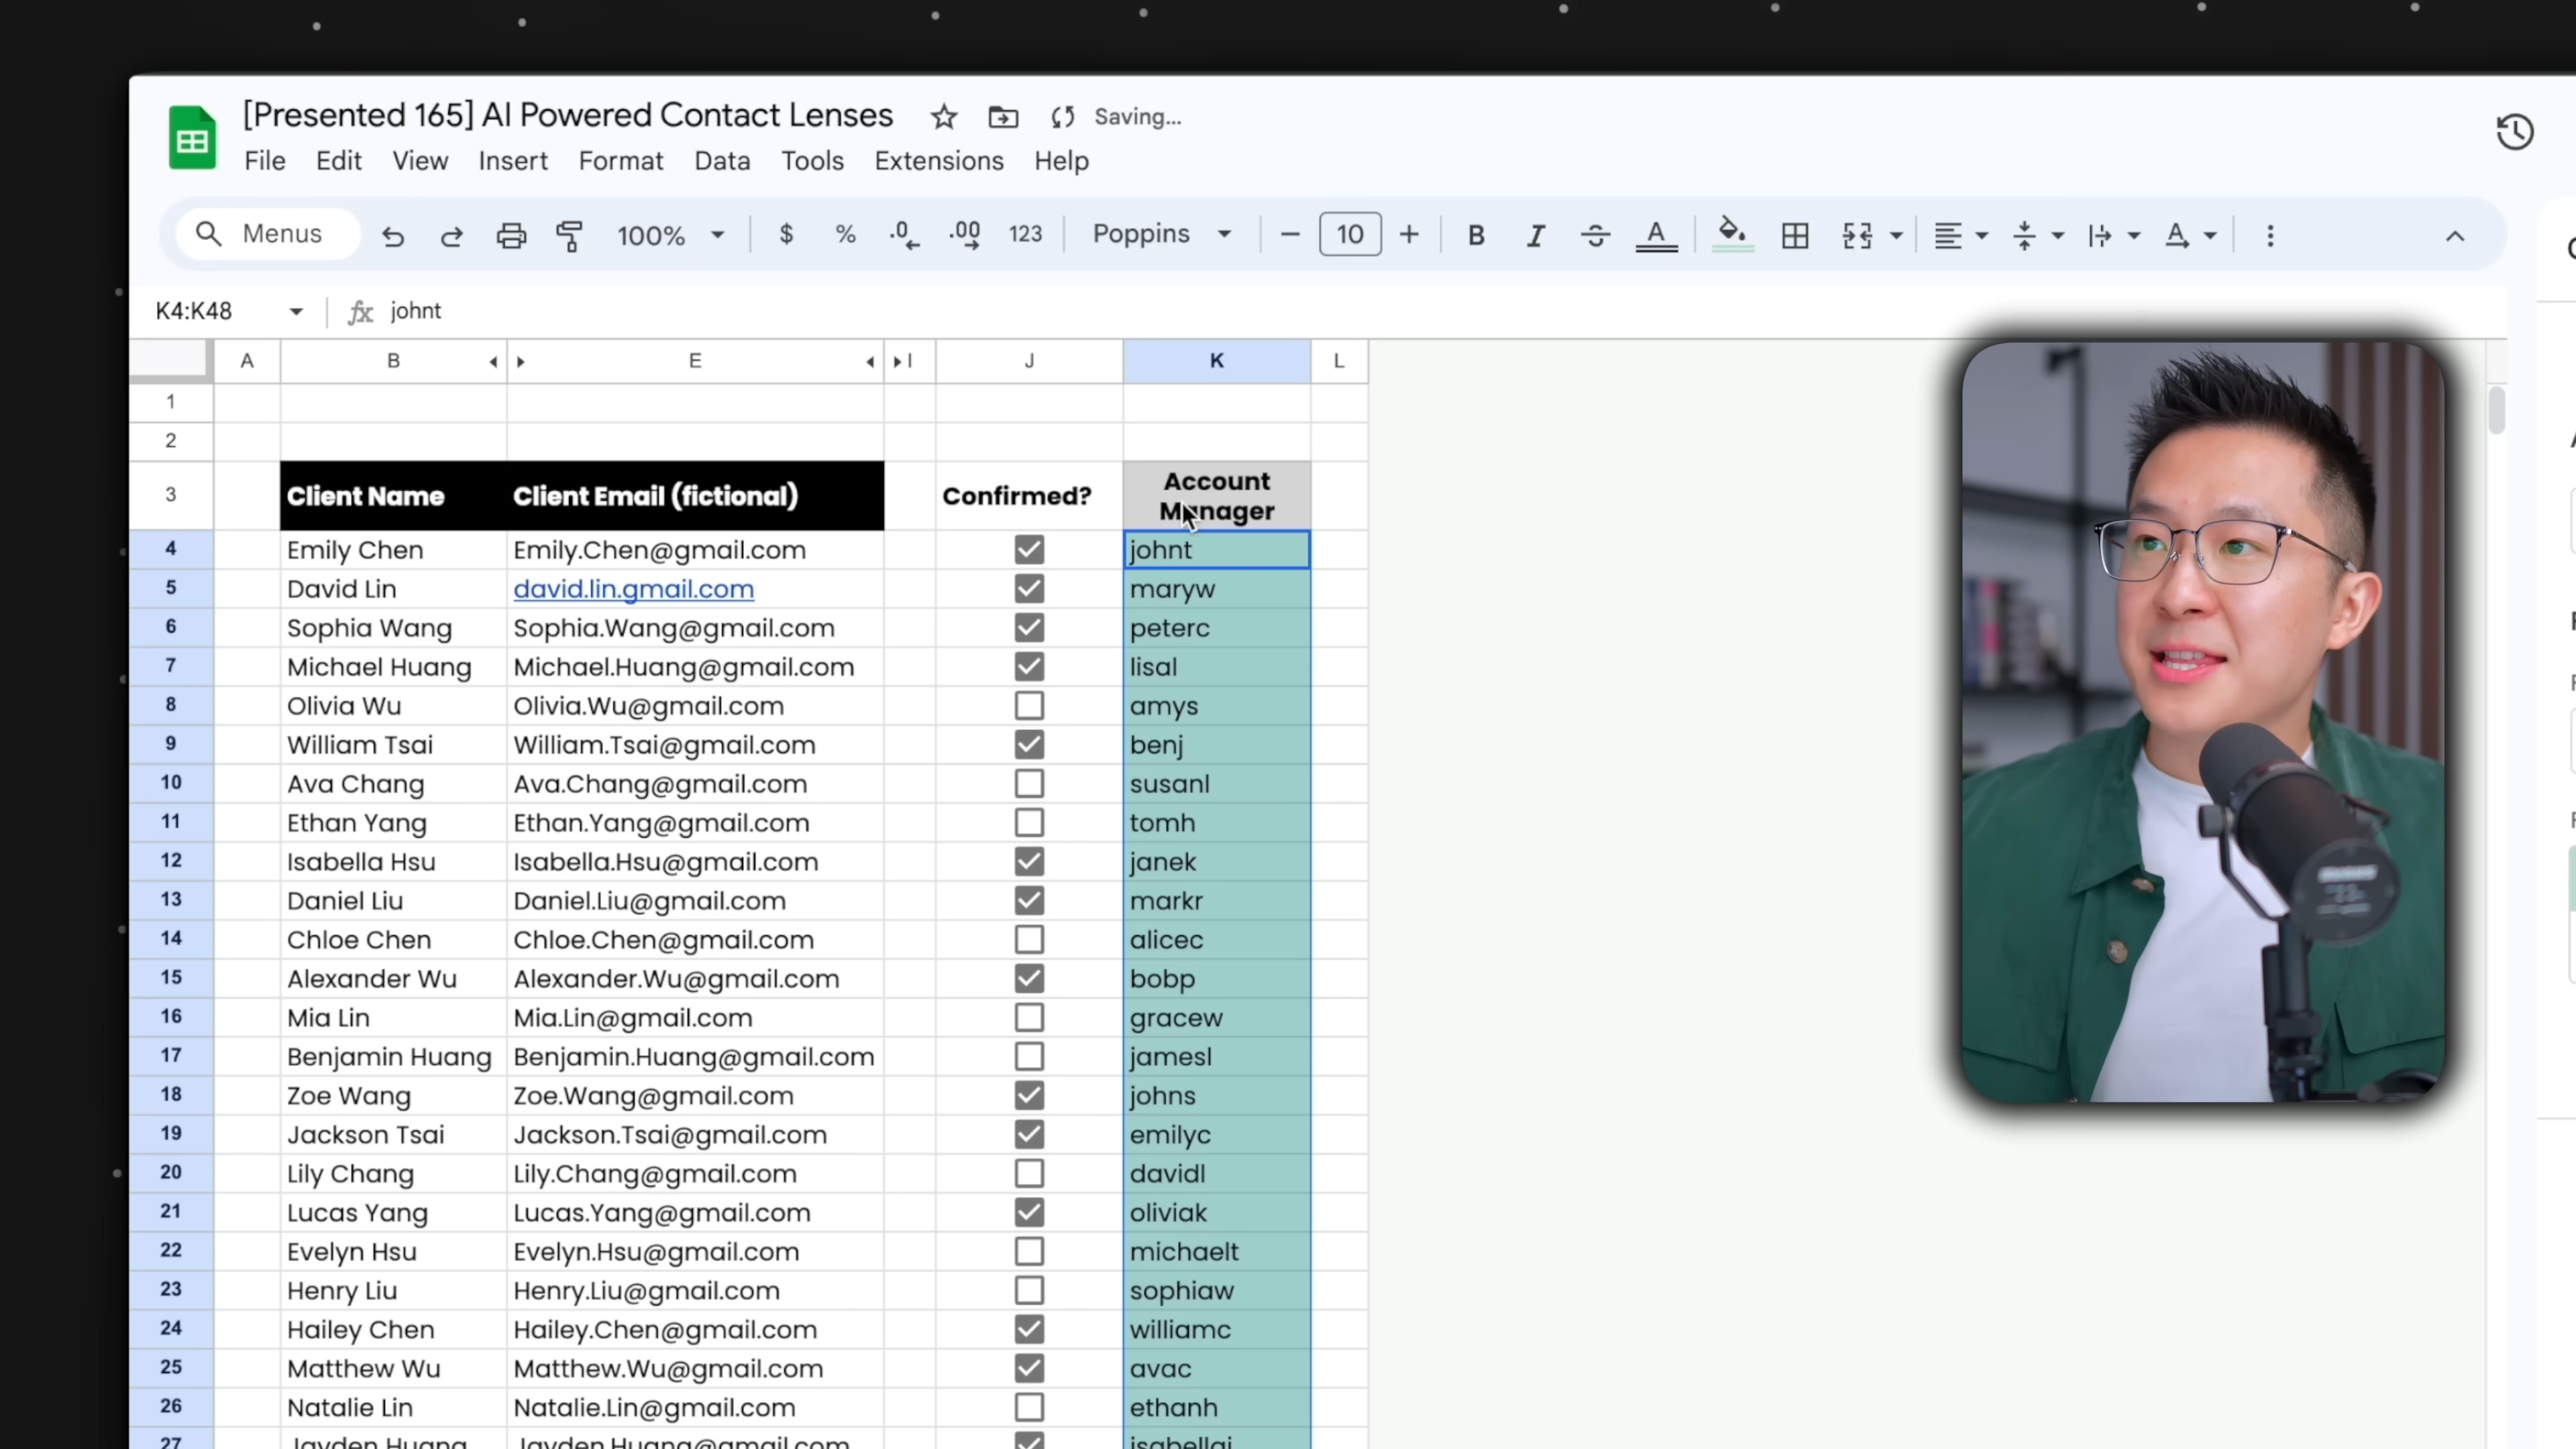 [Presented 165] AI Powered Contact Lenses Saving...
File Edit View Insert Format Data Tools Extensions Help
Menus 100% $ % .0 .00 123 Poppins 10 B I A A
K4:K48 fx johnt
A B E I J K L
1
2
3 Client Name Client Email (fictional) Confirmed? Account Manager
4 Emily Chen Emily.Chen@gmail.com johnt
5 David Lin david.lin.gmail.com maryw
6 Sophia Wang Sophia.Wang@gmail.com peterc
7 Michael Huang Michael.Huang@gmail.com lisal
8 Olivia Wu Olivia.Wu@gmail.com amys
9 William Tsai William.Tsai@gmail.com benj
10 Ava Chang Ava.Chang@gmail.com susanl
11 Ethan Yang Ethan.Yang@gmail.com tomh
12 Isabella Hsu Isabella.Hsu@gmail.com janek
13 Daniel Liu Daniel.Liu@gmail.com markr
14 Chloe Chen Chloe.Chen@gmail.com alicec
15 Alexander Wu Alexander.Wu@gmail.com bobp
16 Mia Lin Mia.Lin@gmail.com gracew
17 Benjamin Huang Benjamin.Huang@gmail.com jamesl
18 Zoe Wang Zoe.Wang@gmail.com johns
19 Jackson Tsai Jackson.Tsai@gmail.com emilyc
20 Lily Chang Lily.Chang@gmail.com davidl
21 Lucas Yang Lucas.Yang@gmail.com oliviak
22 Evelyn Hsu Evelyn.Hsu@gmail.com michaelt
23 Henry Liu Henry.Liu@gmail.com sophiaw
24 Hailey Chen Hailey.Chen@gmail.com williamc
25 Matthew Wu Matthew.Wu@gmail.com avac
26 Natalie Lin Natalie.Lin@gmail.com ethanh
27 Jayden Huang Jayden.Huang@gmail.com